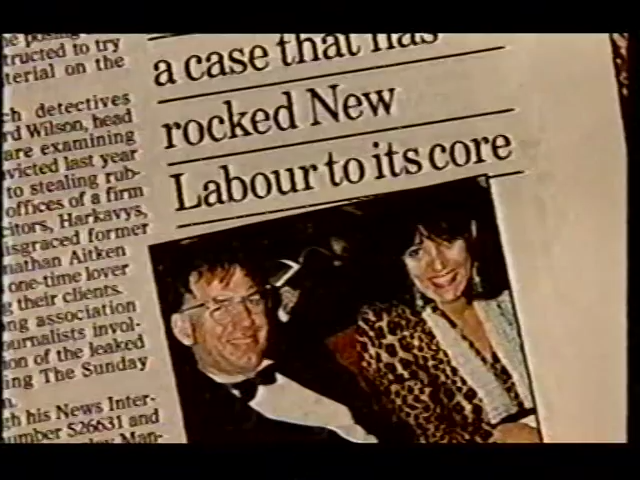 tructed to try
terial on the
ch detectives
rd Wilson, head
are examining
victed last year
to stealing rub-
offices of a firm
citors, Harkavys,
isgraced former
nathan Aitken
one-time lover
g their clients.
ng association
ournalists invol-
on of the leaked
ing The Sunday
n.
gh his News Inter-
umber 526631 and
Man-
a case that has
rocked New
Labour to its core